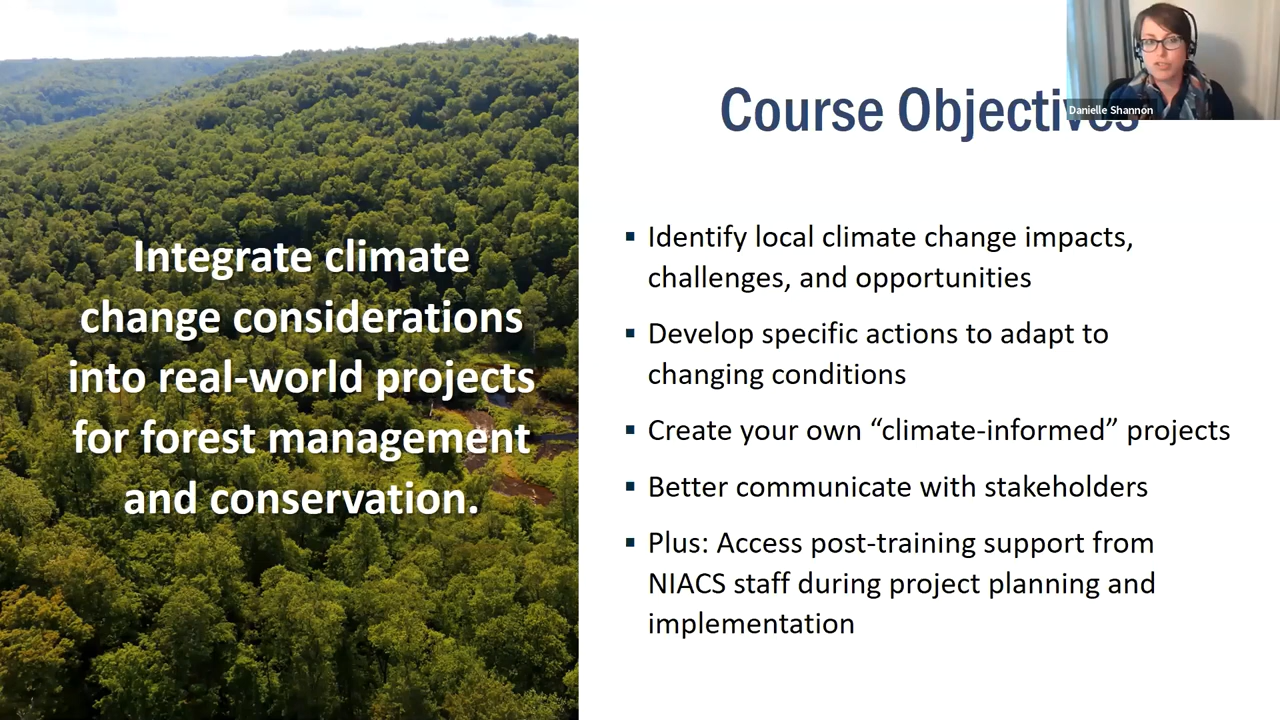 Integrate climate
change considerations
into real-world projects
for forest management
and conservation.
Course Objectives
Danielle Shannon
▪ Identify local climate change impacts,
challenges, and opportunities
▪ Develop specific actions to adapt to
changing conditions
▪ Create your own “climate-informed” projects
▪ Better communicate with stakeholders
▪ Plus: Access post-training support from
NIACS staff during project planning and
implementation